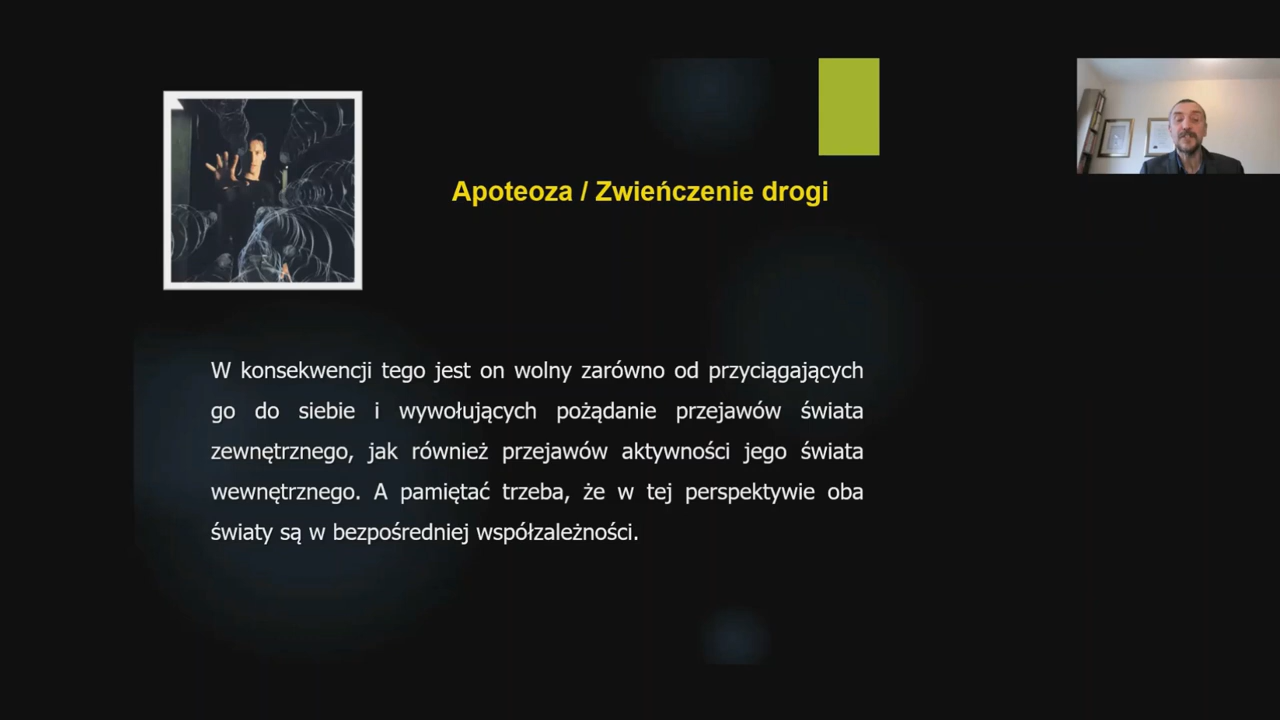 Apoteoza / Zwieńczenie drogi
W konsekwencji tego jest on wolny zarówno od przyciągających
go do siebie i wywołujących pożądanie przejawów świata
zewnętrznego, jak również przejawów aktywności jego świata
wewnętrznego. A pamiętać trzeba, że w tej perspektywie oba
światy są w bezpośredniej współzależności.